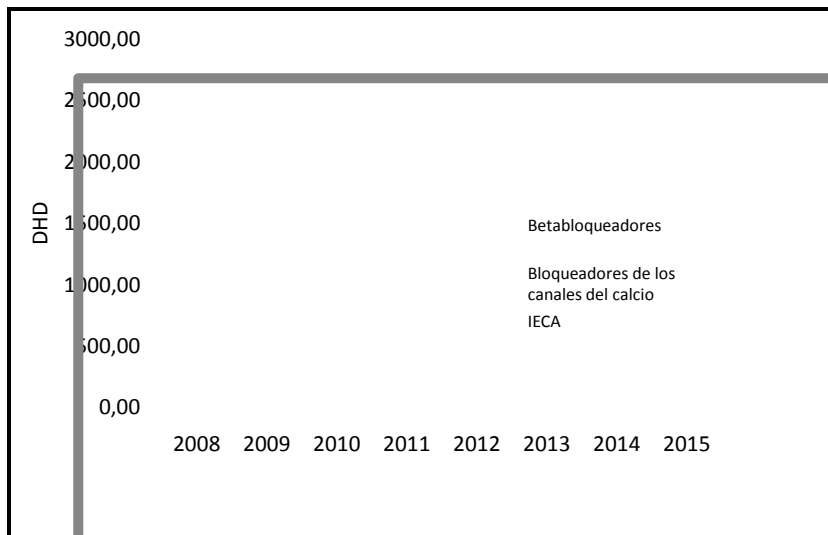 3000,00
2500,00
2000,00
1500,00
1000,00
500,00
0,00
DHD
Betabloqueadores
Bloqueadores de los
canales del calcio
IECA
2008 2009 2010 2011 2012 2013 2014 2015